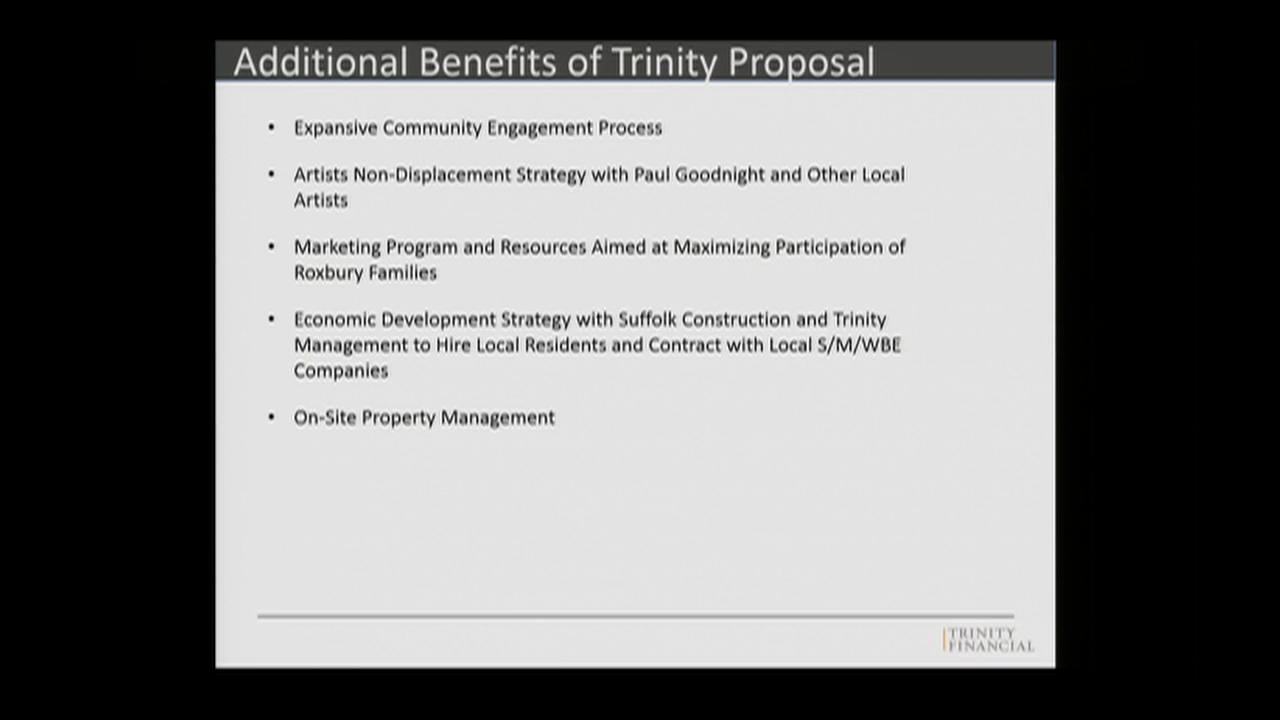 Additional Benefits of Trinity Proposal
• Expansive Community Engagement Process
• Artists Non-Displacement Strategy with Paul Goodnight and Other Local
Artists
• Marketing Program and Resources Aimed at Maximizing Participation of
Roxbury Families
• Economic Development Strategy with Suffolk Construction and Trinity
Management to Hire Local Residents and Contract with Local S/M/WBE
Companies
• On-Site Property Management
TRINITY
FINANCIAL